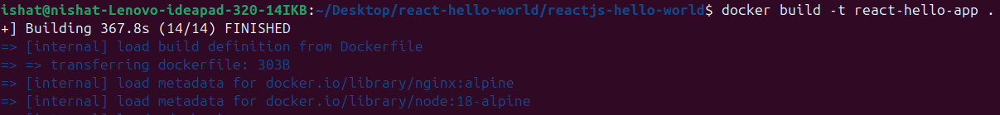 ishat@nishat-Lenovo-ideapad-320-14IKB:~/Desktop/react-hello-world/reactjs-hello-world$ docker build -t react-hello-app .
+] Building 367.8s (14/14) FINISHED
=> [internal] load build definition from Dockerfile
=> => transferring dockerfile: 303B
=> [internal] load metadata for docker.io/library/nginx:alpine
=> [internal] load metadata for docker.io/library/node:18-alpine